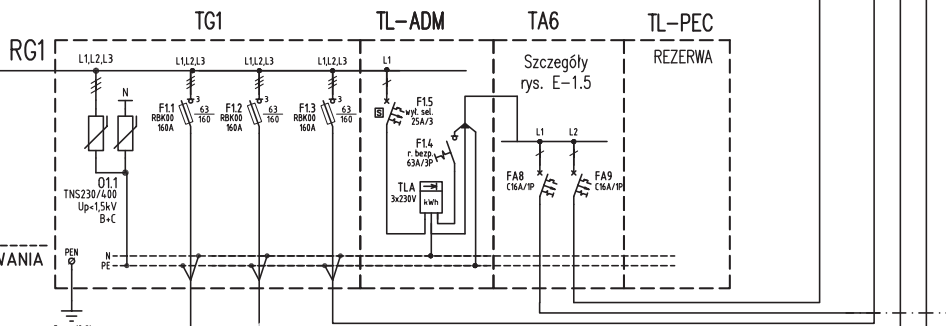 TG1
TL-ADM
TA6
TL-PEC
RG1
L1,L2,L3
L1,L2,L3
L1,L2,L3
L1,L2,L3
L1
Szczegóły
rys. E-1.5
REZERWA
N
F1.1
RBK00
160A
3
63
160
F1.2
RBK00
160A
3
63
160
F1.3
RBK00
160A
3
63
160
S
F1.5
wył. sel.
25A/3
F1.4
r. bezp.
63A/3P
L1
L2
FA8
C16A/1P
FA9
C16A/1P
O1.1
TNS230/400
Up<1,5kV
B+C
TLA
3x230V
kWh
WANIA
PEN
N
PE